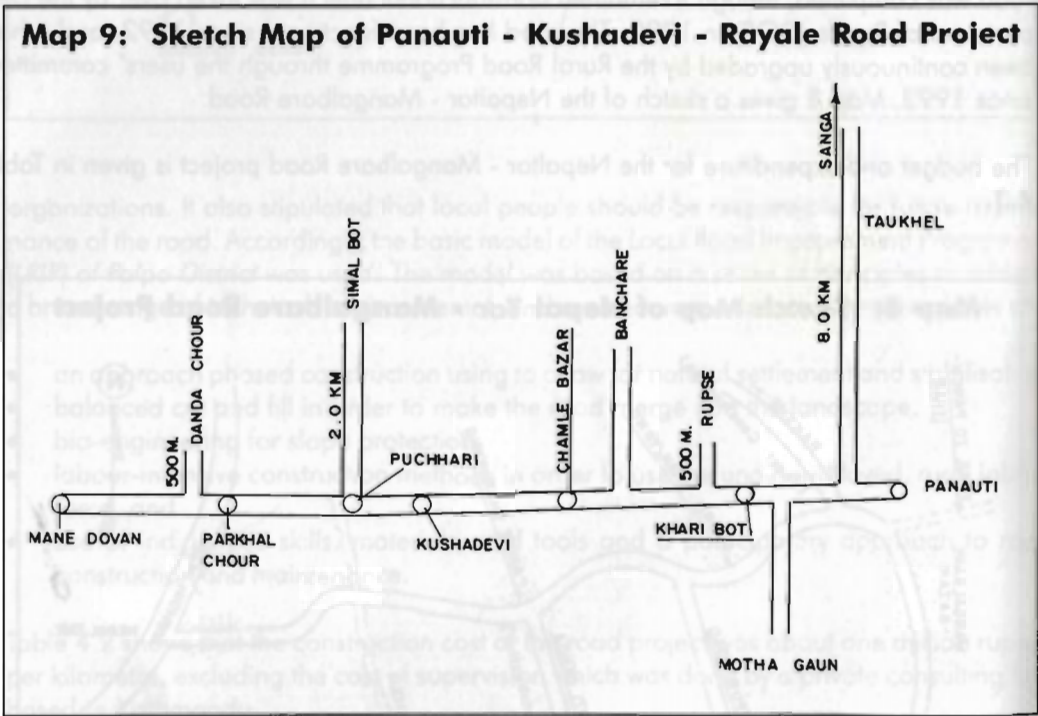 Map 9: Sketch Map of Panauti - Kushadevi - Rayale Road Project
SANGA
TAUKHEL
8.0 KM
SIMAL BOT
2.0 KM
DANDA CHOUR
500 M.
BANCHARE
CHAMLE BAZAR
RUPSE
500 M.
PUCHHARI
PANAUTI
MANE DOVAN
PARKHAL
CHOUR
KUSHADEVI
KHARI BOT
MOTHA GAUN